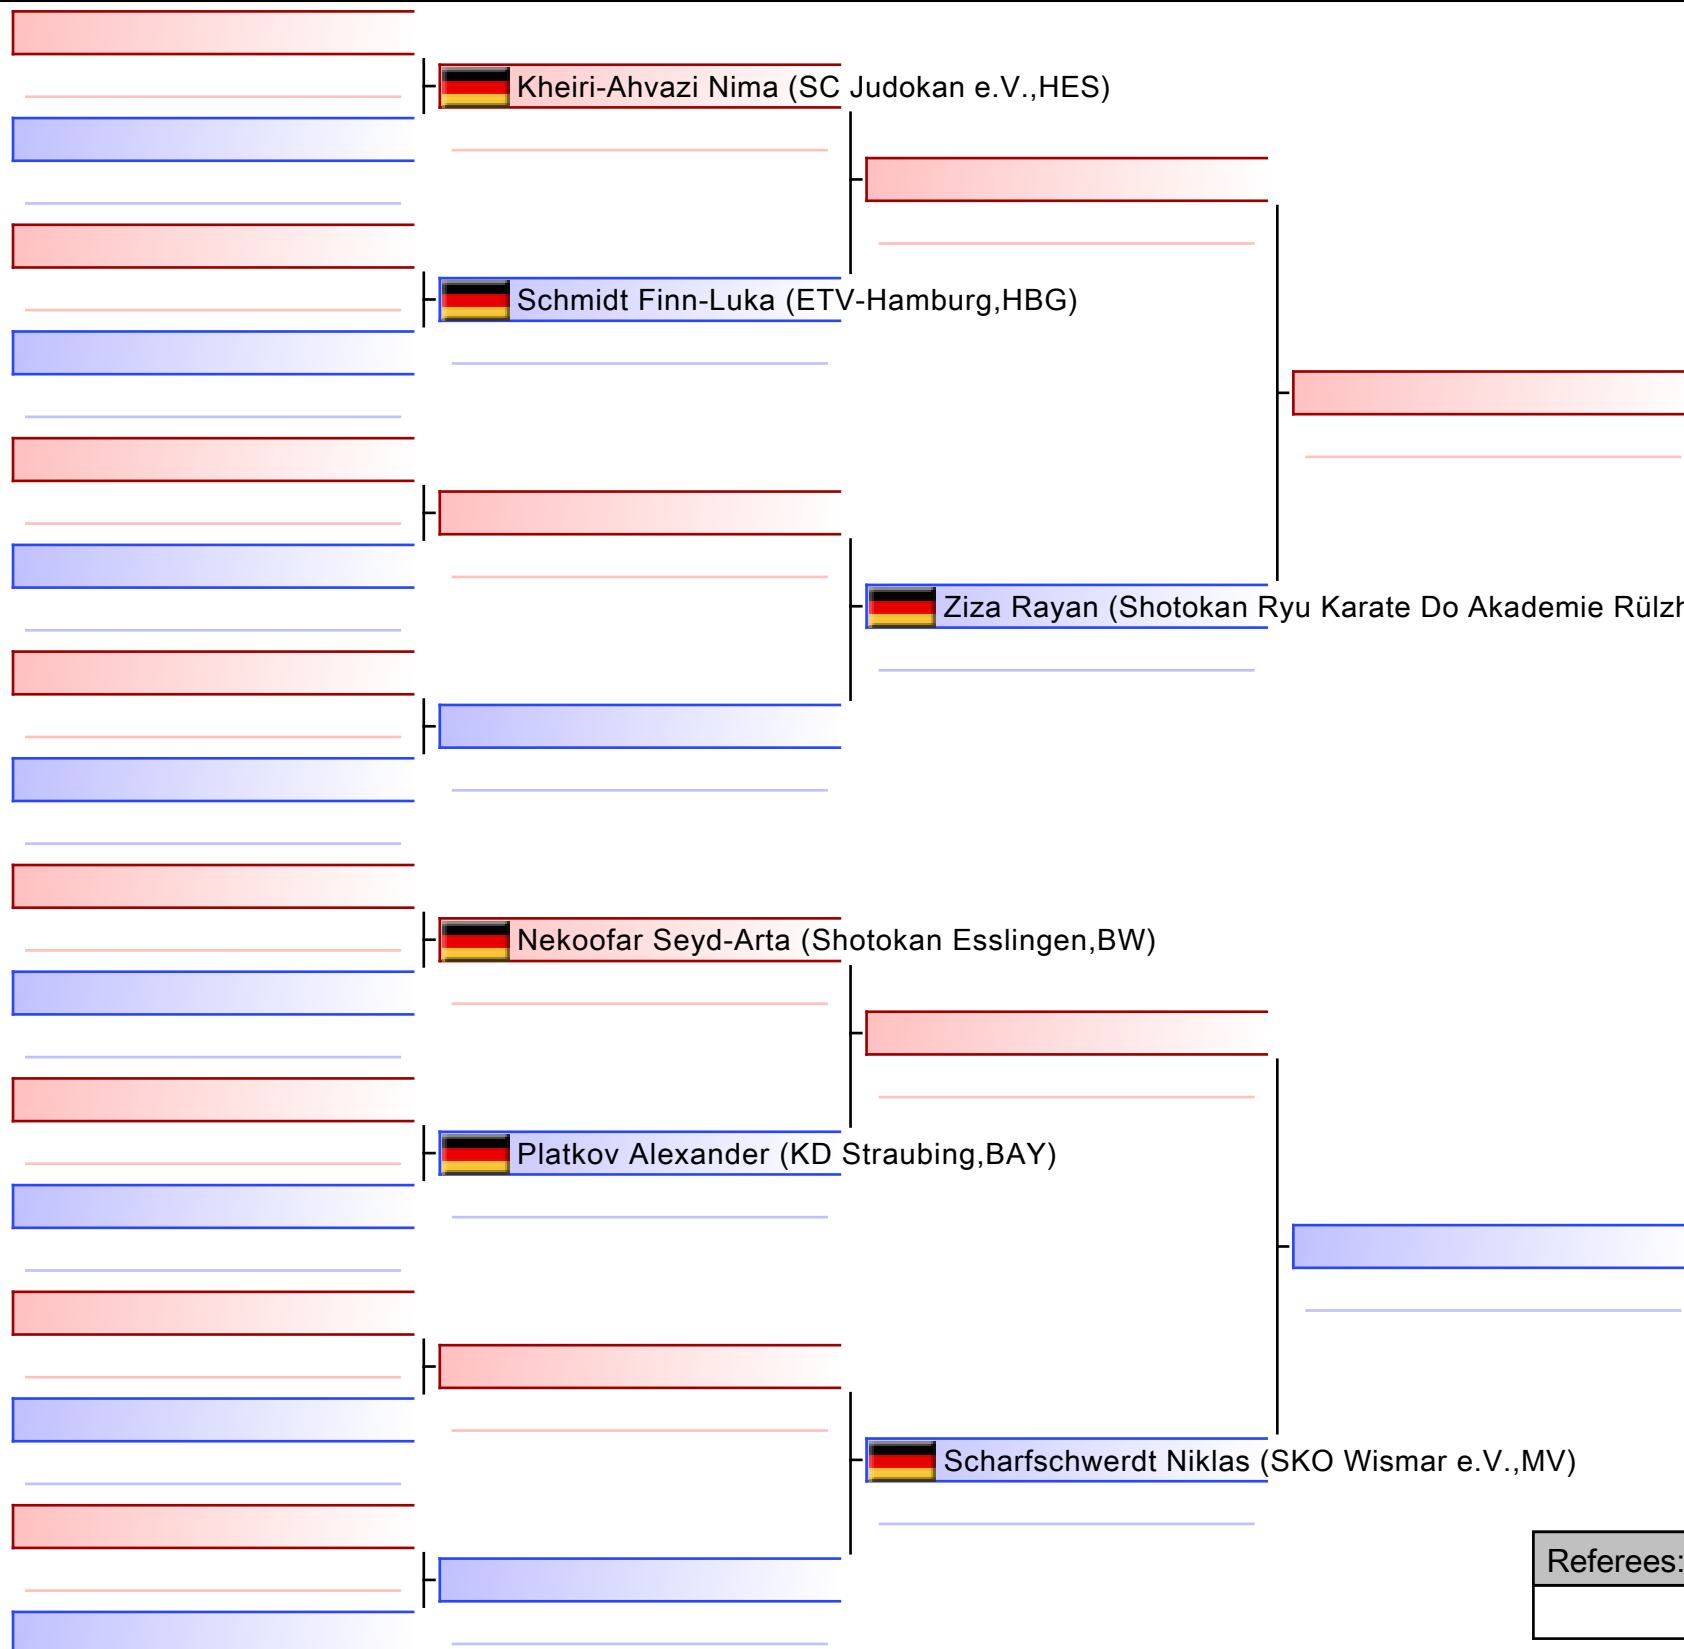 Kheiri-Ahvazi Nima (SC Judokan e.V.,HES)
Schmidt Finn-Luka (ETV-Hamburg,HBG)
Ziza Rayan (Shotokan Ryu Karate Do Akademie
Nekoofar Seyd-Arta (Shotokan Esslingen,BW)
Platkov Alexander (KD Straubing,BAY)
Scharfschwerdt Niklas (SKO Wismar e.V.,MV)
Referees: